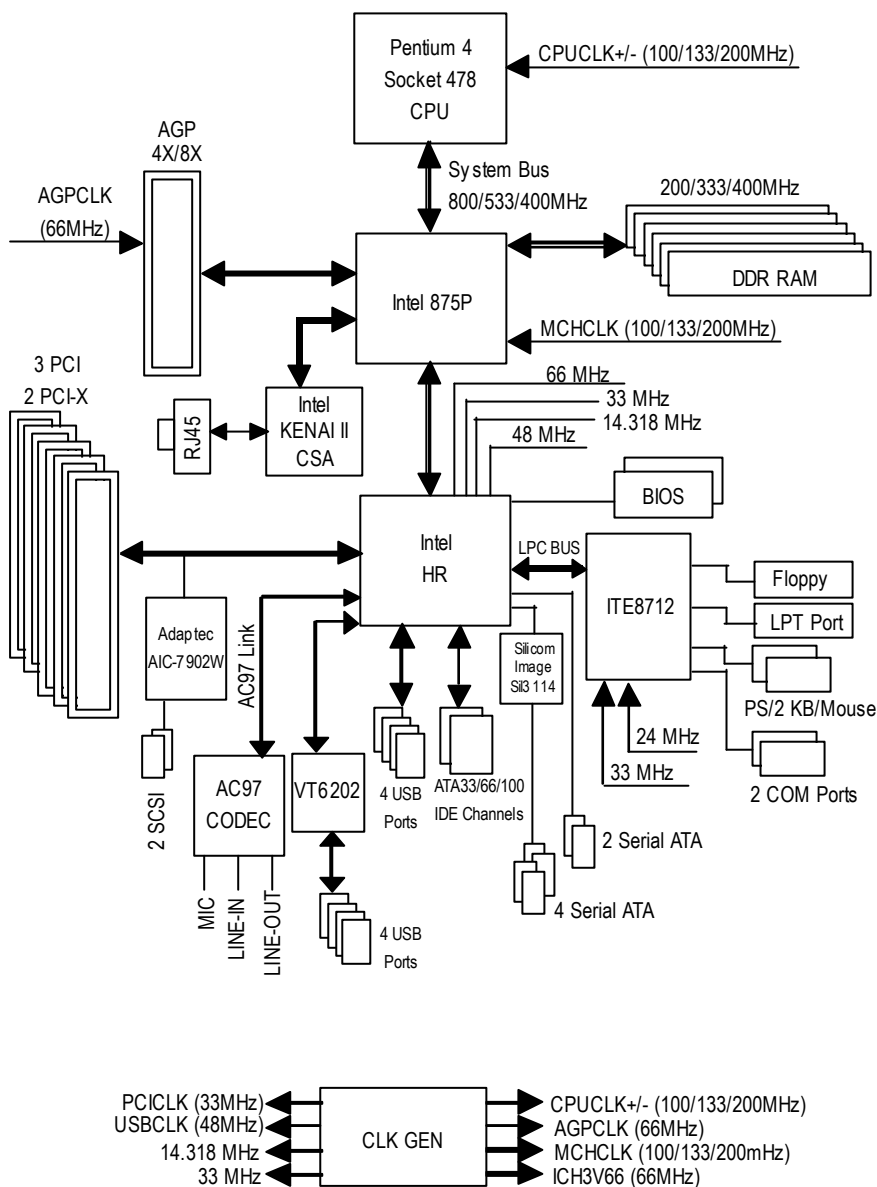 Pentium 4
Socket 478
CPU
CPUCLK+/- (100/133/200MHz)
AGP
4X/8X
System Bus
800/533/400MHz
200/333/400MHz
AGPCLK
(66MHz)
DDR RAM
Intel 875P
MCHCLK (100/133/200MHz)
3 PCI
2 PCI-X
66 MHz
33 MHz
14.318 MHz
48 MHz
RJ45
Intel
KENAI II
CSA
BIOS
Intel
HR
LPC BUS
ITE8712
Floppy
LPT Port
PS/2 KB/Mouse
2 COM Ports
24 MHz
33 MHz
Adaptec
AIC-7902W
AC97 Link
Silicom
Image
Sil3 114
2 SCSI
AC97
CODEC
VT6202
4 USB
Ports
ATA33/66/100
IDE Channels
2 Serial ATA
4 Serial ATA
MIC
LINE-IN
LINE-OUT
4 USB
Ports
CLK GEN
PCICLK (33MHz)
USBCLK (48MHz)
14.318 MHz
33 MHz
CPUCLK+/- (100/133/200MHz)
AGPCLK (66MHz)
MCHCLK (100/133/200mHz)
ICH3V66 (66MHz)